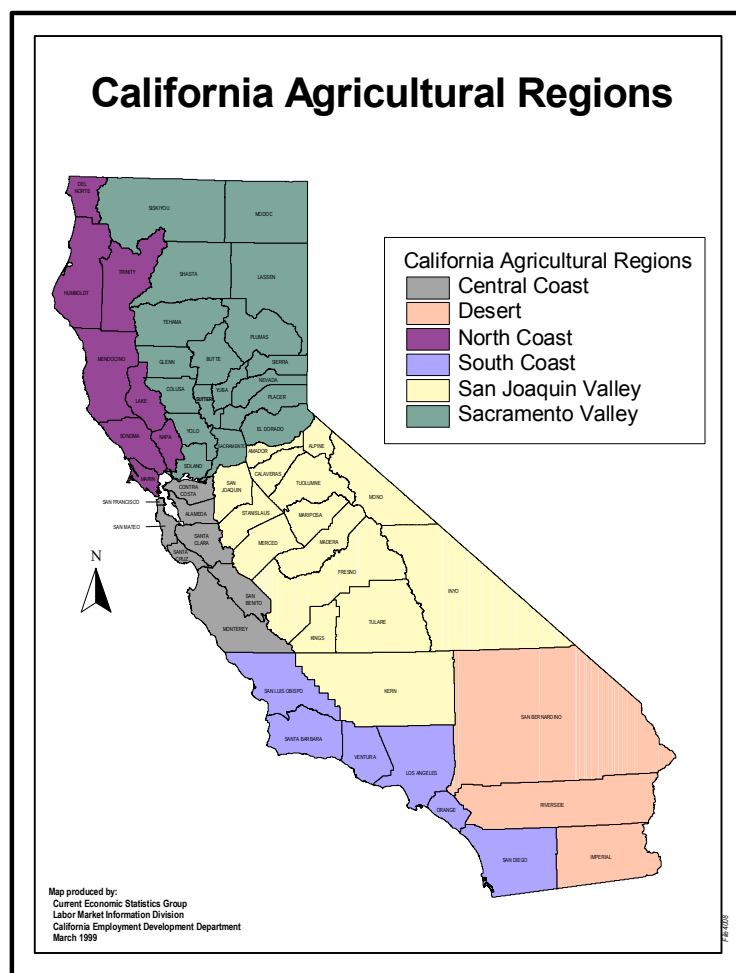 California Agricultural Regions
DEL
NORTE
SISKIYOU
MODOC
HUMBOLDT
TRINITY
SHASTA
LASSEN
TEHAMA
PLUMAS
MENDOCINO
GLENN
BUTTE
SIERRA
LAKE
COLUSA
SUTTER
YUBA
NEVADA
PLACER
SONOMA
NAPA
YOLO
EL DORADO
SACRAMENTO
SOLANO
MARIN
AMADOR
ALPINE
SAN FRANCISCO
CONTRA
COSTA
SAN
JOAQUIN
CALAVERAS
TUOLUMNE
MONO
SAN MATEO
ALAMEDA
STANISLAUS
MARIPOSA
SANTA
CLARA
SANTA
CRUZ
MERCED
MADERA
FRESNO
SAN
BENITO
INYO
MONTEREY
KINGS
TULARE
SAN LUIS OBISPO
KERN
SAN BERNARDINO
SANTA BARBARA
VENTURA
LOS ANGELES
ORANGE
RIVERSIDE
SAN DIEGO
IMPERIAL
California Agricultural Regions
Central Coast
Desert
North Coast
South Coast
San Joaquin Valley
Sacramento Valley
N
Map produced by:
Current Economic Statistics Group
Labor Market Information Division
California Employment Development Department
March 1999